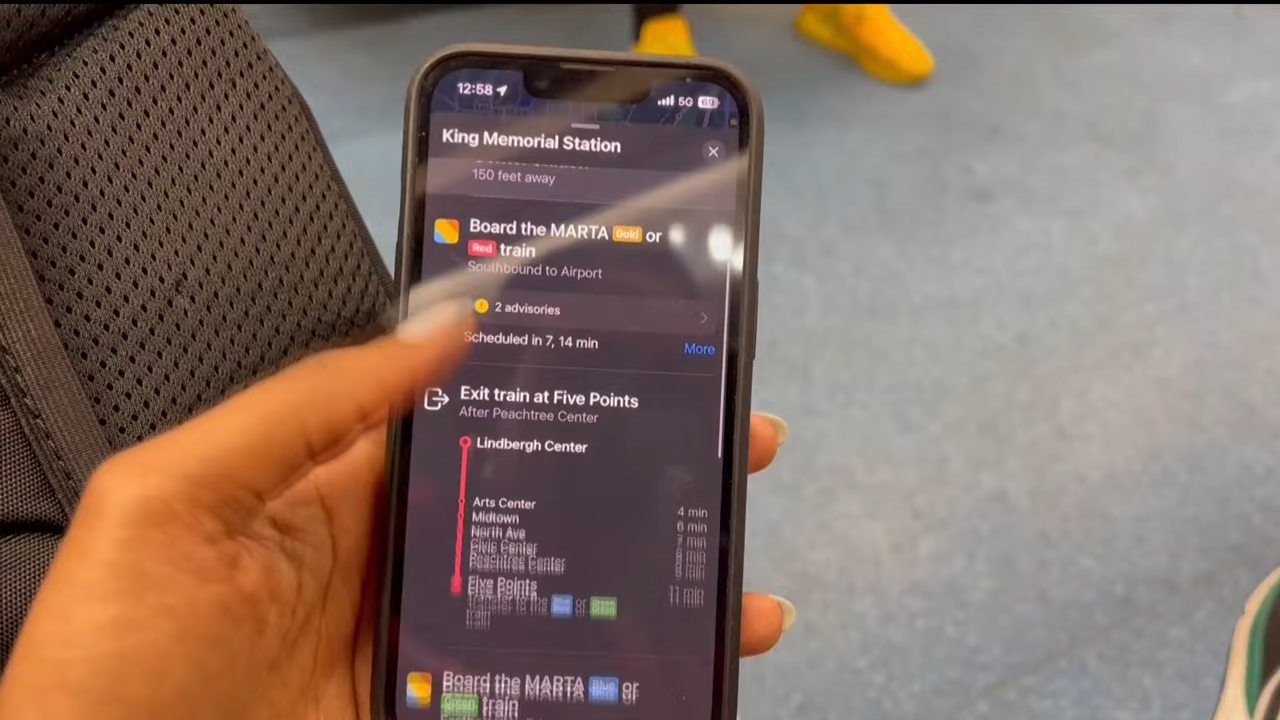 12:58
5G 69
King Memorial Station
150 feet away
Board the MARTA Gold or
Red train
Southbound to Airport
2 advisories
Scheduled in 7, 14 min
More
Exit train at Five Points
After Peachtree Center
Lindbergh Center
Arts Center 4 min
Midtown 6 min
North Ave 7 min
Civic Center min
Peachtree Center min
Five Points 11 min
Transfer to the Blue or Green
train
Board the MARTA Blue or
Green train